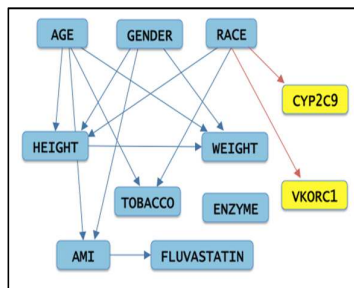 AGE GENDER RACE
CYP2C9
HEIGHT WEIGHT
TOBACCO ENZYME VKORC1
AMI FLUVASTATIN